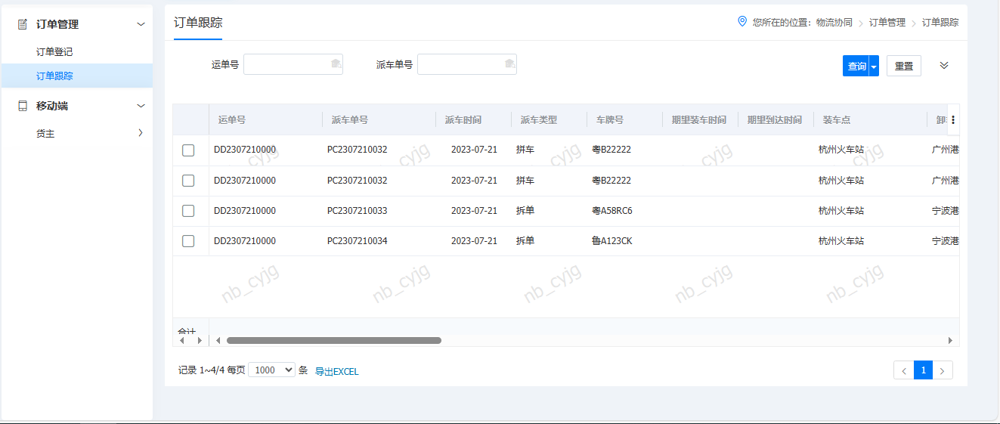 订单管理
订单登记
订单跟踪
移动端
货主
订单跟踪
您所在的位置：物流协同 > 订单管理 > 订单跟踪
运单号 派车单号 查询 重置
运单号 派车单号 派车时间 派车类型 车牌号 期望装车时间 期望到达时间 装车点 卸
DD2307210000 PC2307210032 2023-07-21 拼车 粤B22222 杭州火车站 广州港
DD2307210000 PC2307210032 2023-07-21 拼车 粤B22222 杭州火车站 广州港
DD2307210000 PC2307210033 2023-07-21 拆单 粤A58RC6 杭州火车站 宁波港
DD2307210000 PC2307210034 2023-07-21 拆单 鲁A123CK 杭州火车站 宁波港
nb_cyjg nb_cyjg nb_cyjg nb_cyjg nb_cyjg
合计
记录 1~4/4 每页 1000 条 导出EXCEL
1